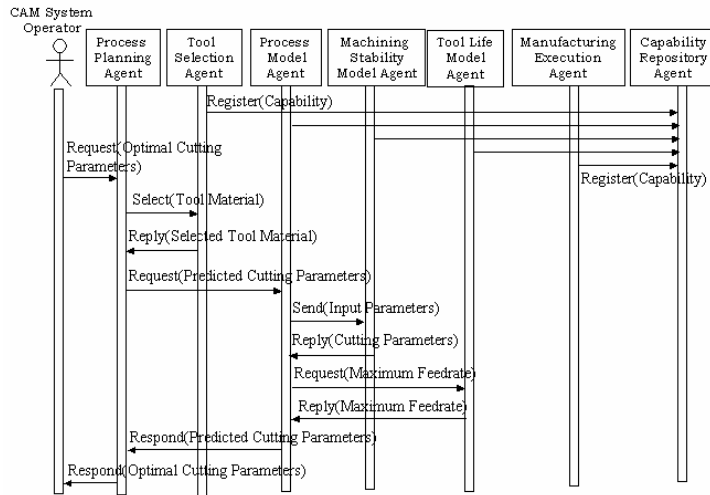 CAM System
Operator
Process
Planning
Agent
Tool
Selection
Agent
Process
Model
Agent
Machining
Stability
Model Agent
Tool Life
Model
Agent
Manufacturing
Execution
Agent
Capability
Repository
Agent
Register(Capability)
Request(Optimal Cutting
Parameters)
Register(Capability)
Select(Tool Material)
Reply(Selected Tool Material)
Request(Predicted Cutting Parameters)
Send(Input Parameters)
Reply(Cutting Parameters)
Request(Maximum Feedrate)
Reply(Maximum Feedrate)
Respond(Predicted Cutting Parameters)
Respond(Optimal Cutting Parameters)